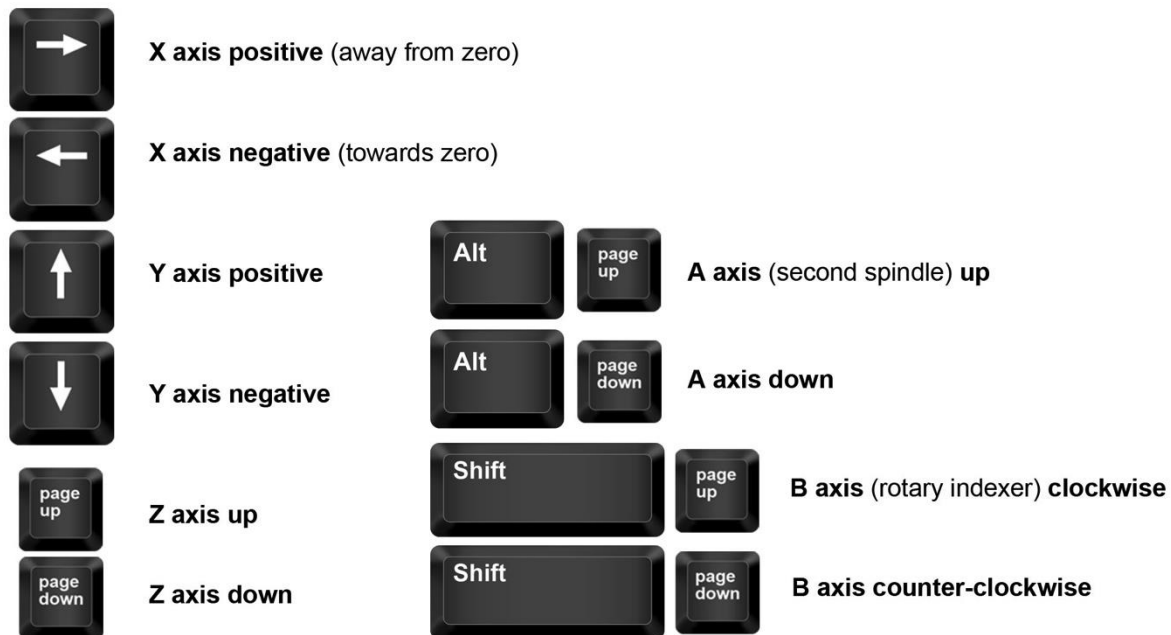 X axis positive (away from zero)
X axis negative (towards zero)
Y axis positive
Y axis negative
page
up
Z axis up
page
down
Z axis down
Alt
page
up
A axis (second spindle) up
Alt
page
down
A axis down
Shift
page
up
B axis (rotary indexer) clockwise
Shift
page
down
B axis counter-clockwise